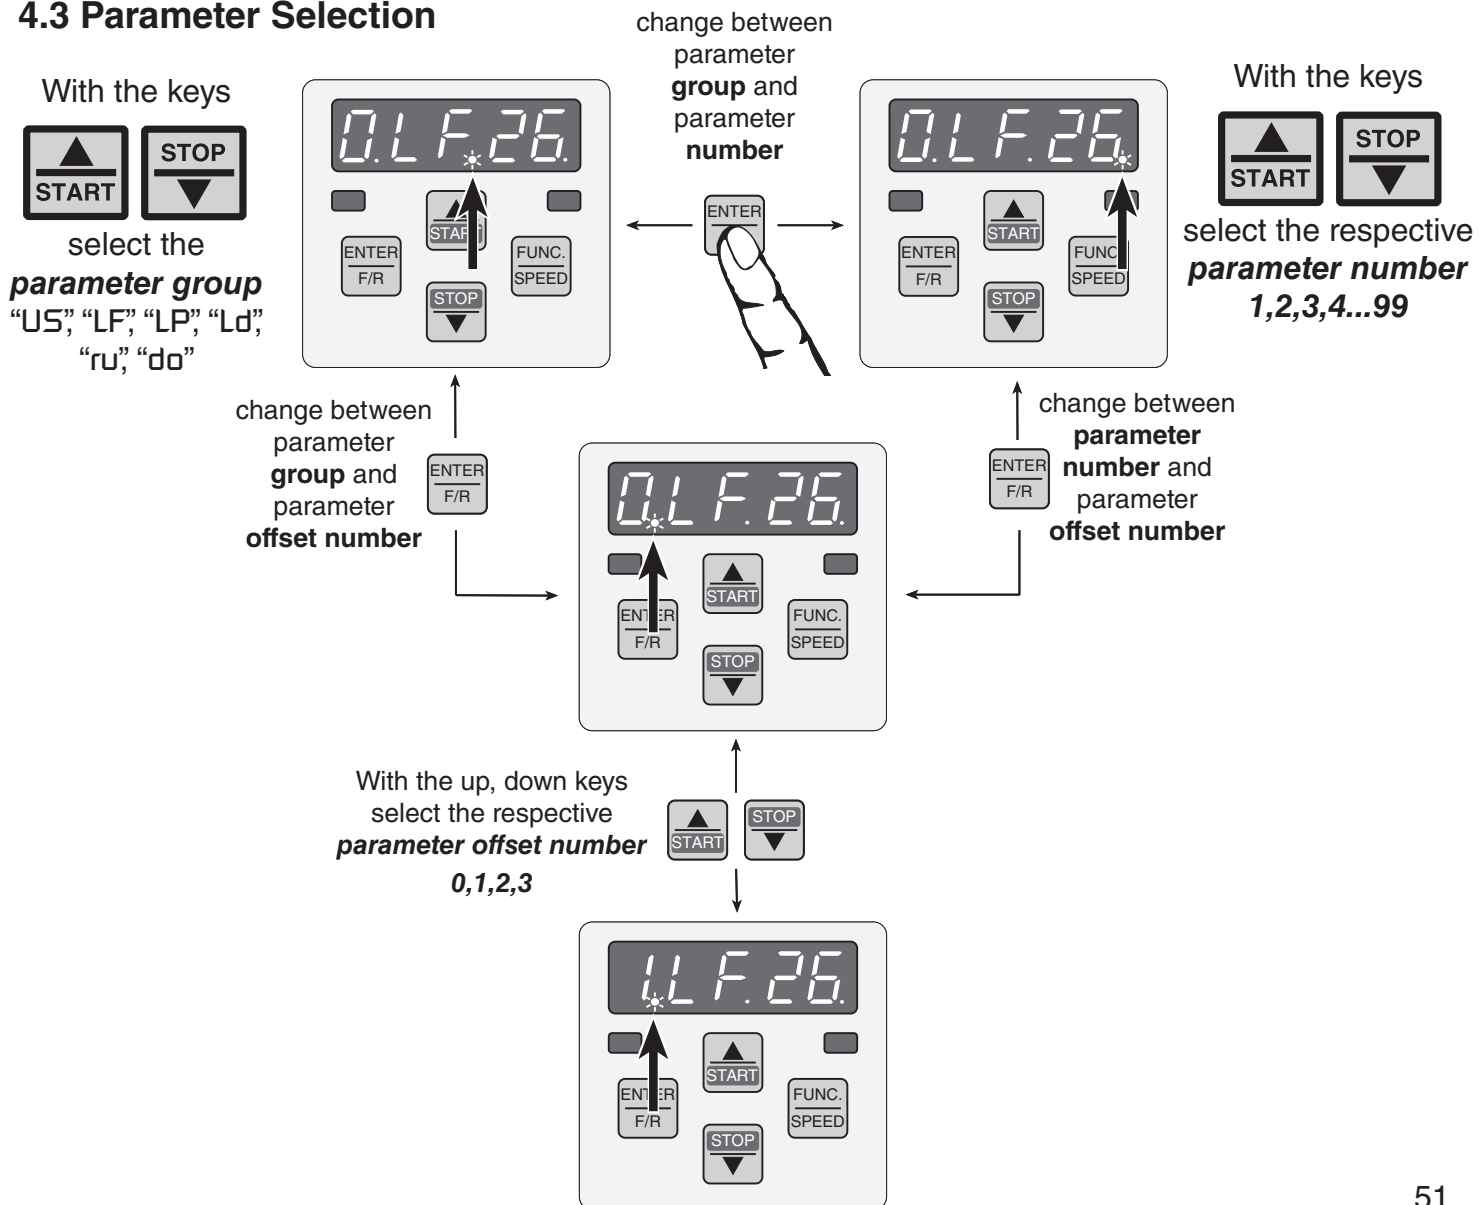 4.3 Parameter Selection
With the keys
START
STOP
select the
parameter group
“US”, “LF”, “LP”, “Ld”,
“ru”, “do”
0.LF.26.
START
ENTER
F/R
FUNC.
SPEED
STOP
change between
parameter
group and
parameter
number
ENTER
0.LF.26.
START
ENTER
F/R
FUNC.
SPEED
STOP
With the keys
START
STOP
select the respective
parameter number
1,2,3,4...99
change between
parameter
group and
parameter
offset number
ENTER
F/R
0.LF.26.
START
ENTER
F/R
FUNC.
SPEED
STOP
ENTER
F/R
change between
parameter
number and
parameter
offset number
With the up, down keys
select the respective
parameter offset number
0,1,2,3
START
STOP
1.LF.26.
START
ENTER
F/R
FUNC.
SPEED
STOP
51